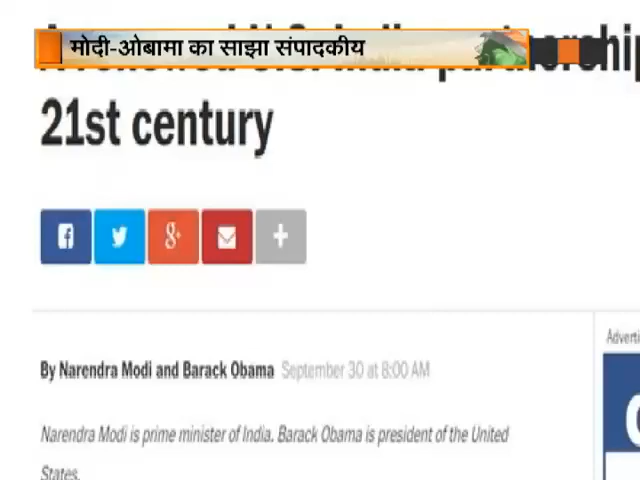 मोदी-ओबामा का साझा संपादकीय
21st century
By Narendra Modi and Barack Obama September 30 at 8:00 AM
Narendra Modi is prime minister of India. Barack Obama is president of the United
States.